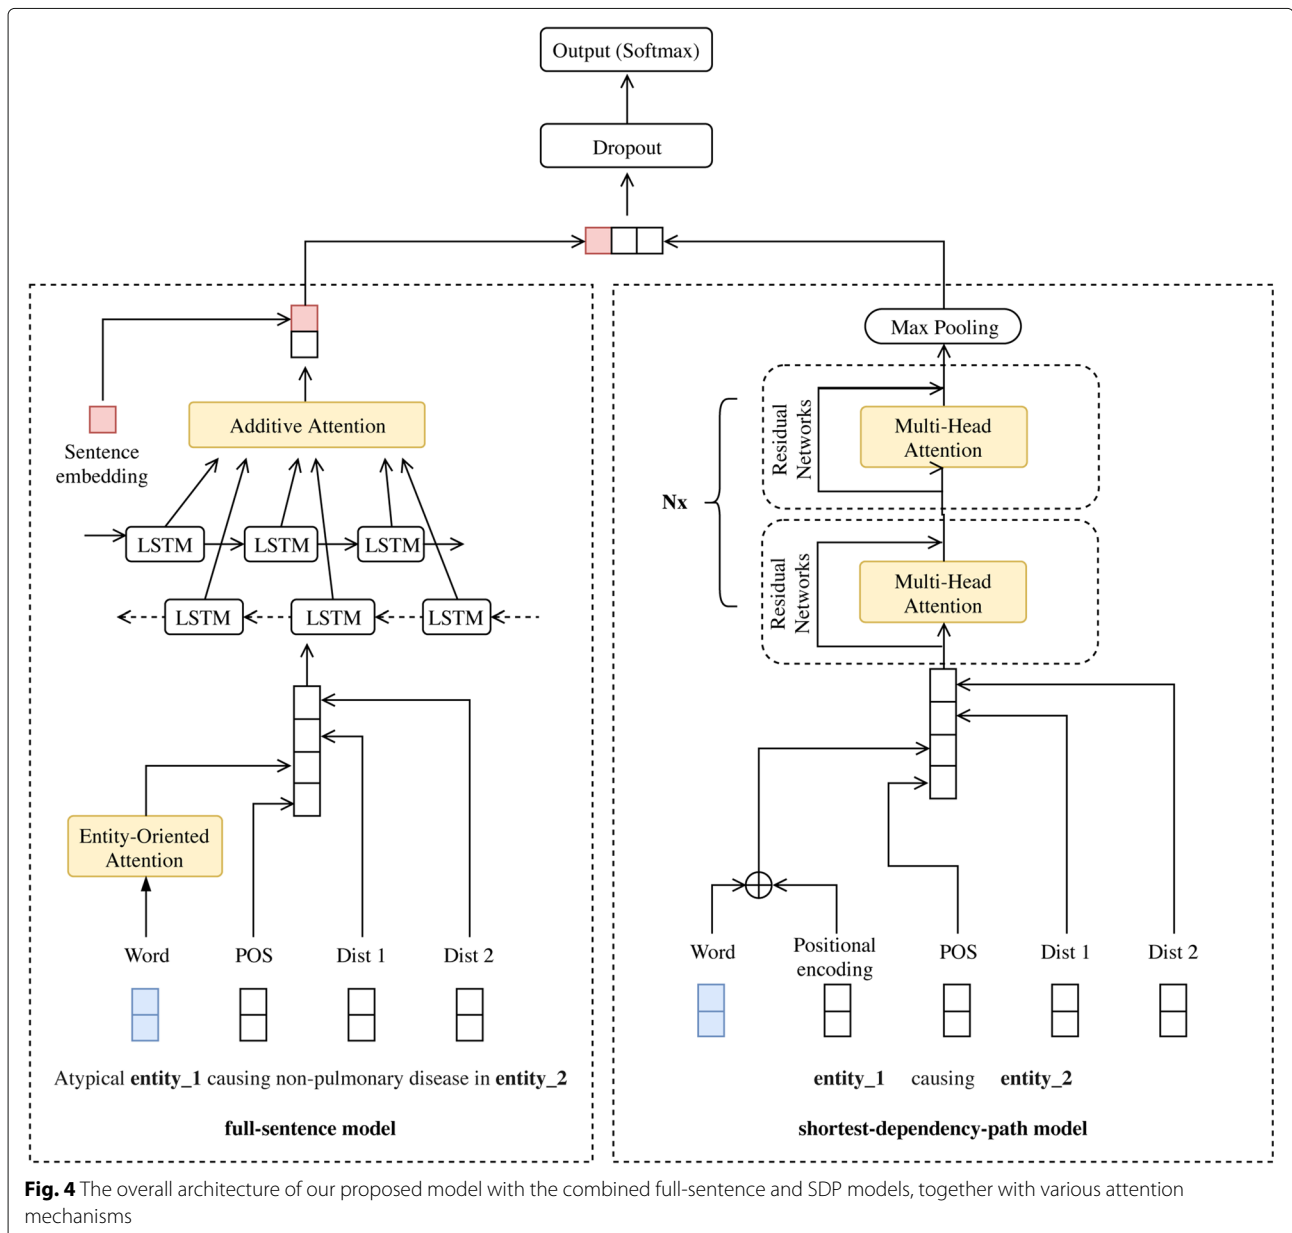 Output (Softmax)
Dropout
Max Pooling
Additive Attention
Sentence
embedding
LSTM
LSTM
LSTM
LSTM
LSTM
LSTM
Entity-Oriented
Attention
Word
POS
Dist 1
Dist 2
Atypical entity_1 causing non-pulmonary disease in entity_2
full-sentence model
Residual
Networks
Multi-Head
Attention
Nx
Residual
Networks
Multi-Head
Attention
Word
Positional
encoding
POS
Dist 1
Dist 2
entity_1 causing entity_2
shortest-dependency-path model
Fig. 4 The overall architecture of our proposed model with the combined full-sentence and SDP models, together with various attention
mechanisms